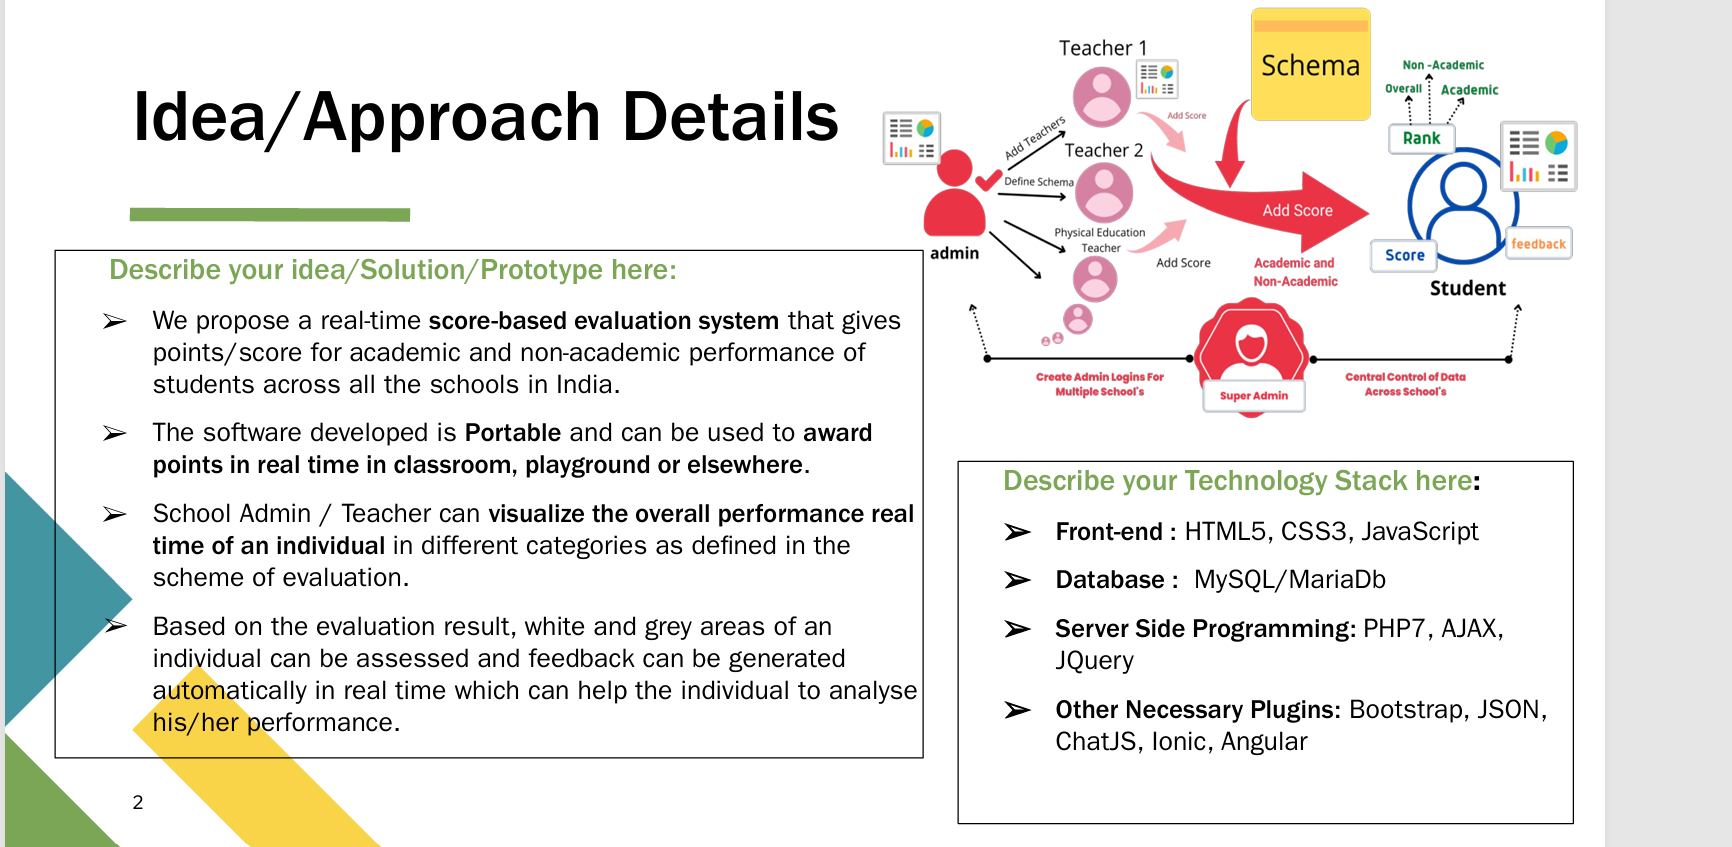 Idea/Approach Details
Describe your idea/Solution/Prototype here:
➢ We propose a real-time score-based evaluation system that gives
points/score for academic and non-academic performance of
students across all the schools in India.
➢ The software developed is Portable and can be used to award
points in real time in classroom, playground or elsewhere.
➢ School Admin / Teacher can visualize the overall performance real
time of an individual in different categories as defined in the
scheme of evaluation.
➢ Based on the evaluation result, white and grey areas of an
individual can be assessed and feedback can be generated
automatically in real time which can help the individual to analyse
his/her performance.
2
Teacher 1
Schema
Non -Academic
Overall
Academic
Add Score
Rank
Add Teachers
Teacher 2
Define Schema
Add Score
Physical Education
Teacher
admin
Add Score
Academic and
Non-Academic
Score
feedback
Student
Create Admin Logins For
Multiple School's
Super Admin
Central Control of Data
Across School's
Describe your Technology Stack here:
➢ Front-end : HTML5, CSS3, JavaScript
➢ Database : MySQL/MariaDb
➢ Server Side Programming: PHP7, AJAX,
JQuery
➢ Other Necessary Plugins: Bootstrap, JSON,
ChatJS, Ionic, Angular